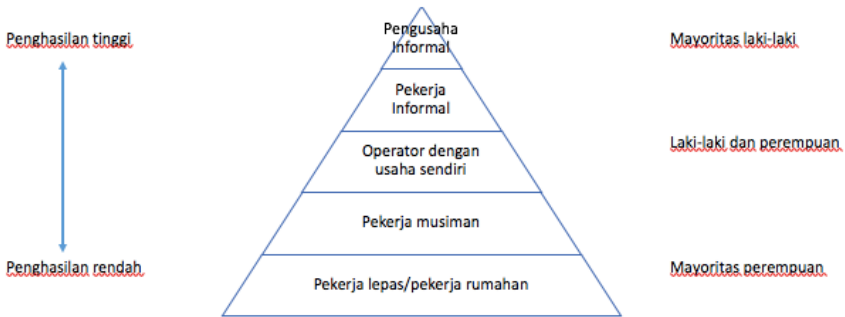 Penghasilan tinggi
Pengusaha
Informal
Mayoritas laki-laki
Pekerja
Informal
Laki-laki dan perempuan
Operator dengan
usaha sendiri
Pekerja musiman
Penghasilan rendah
Mayoritas perempuan
Pekerja lepas/pekerja rumahan